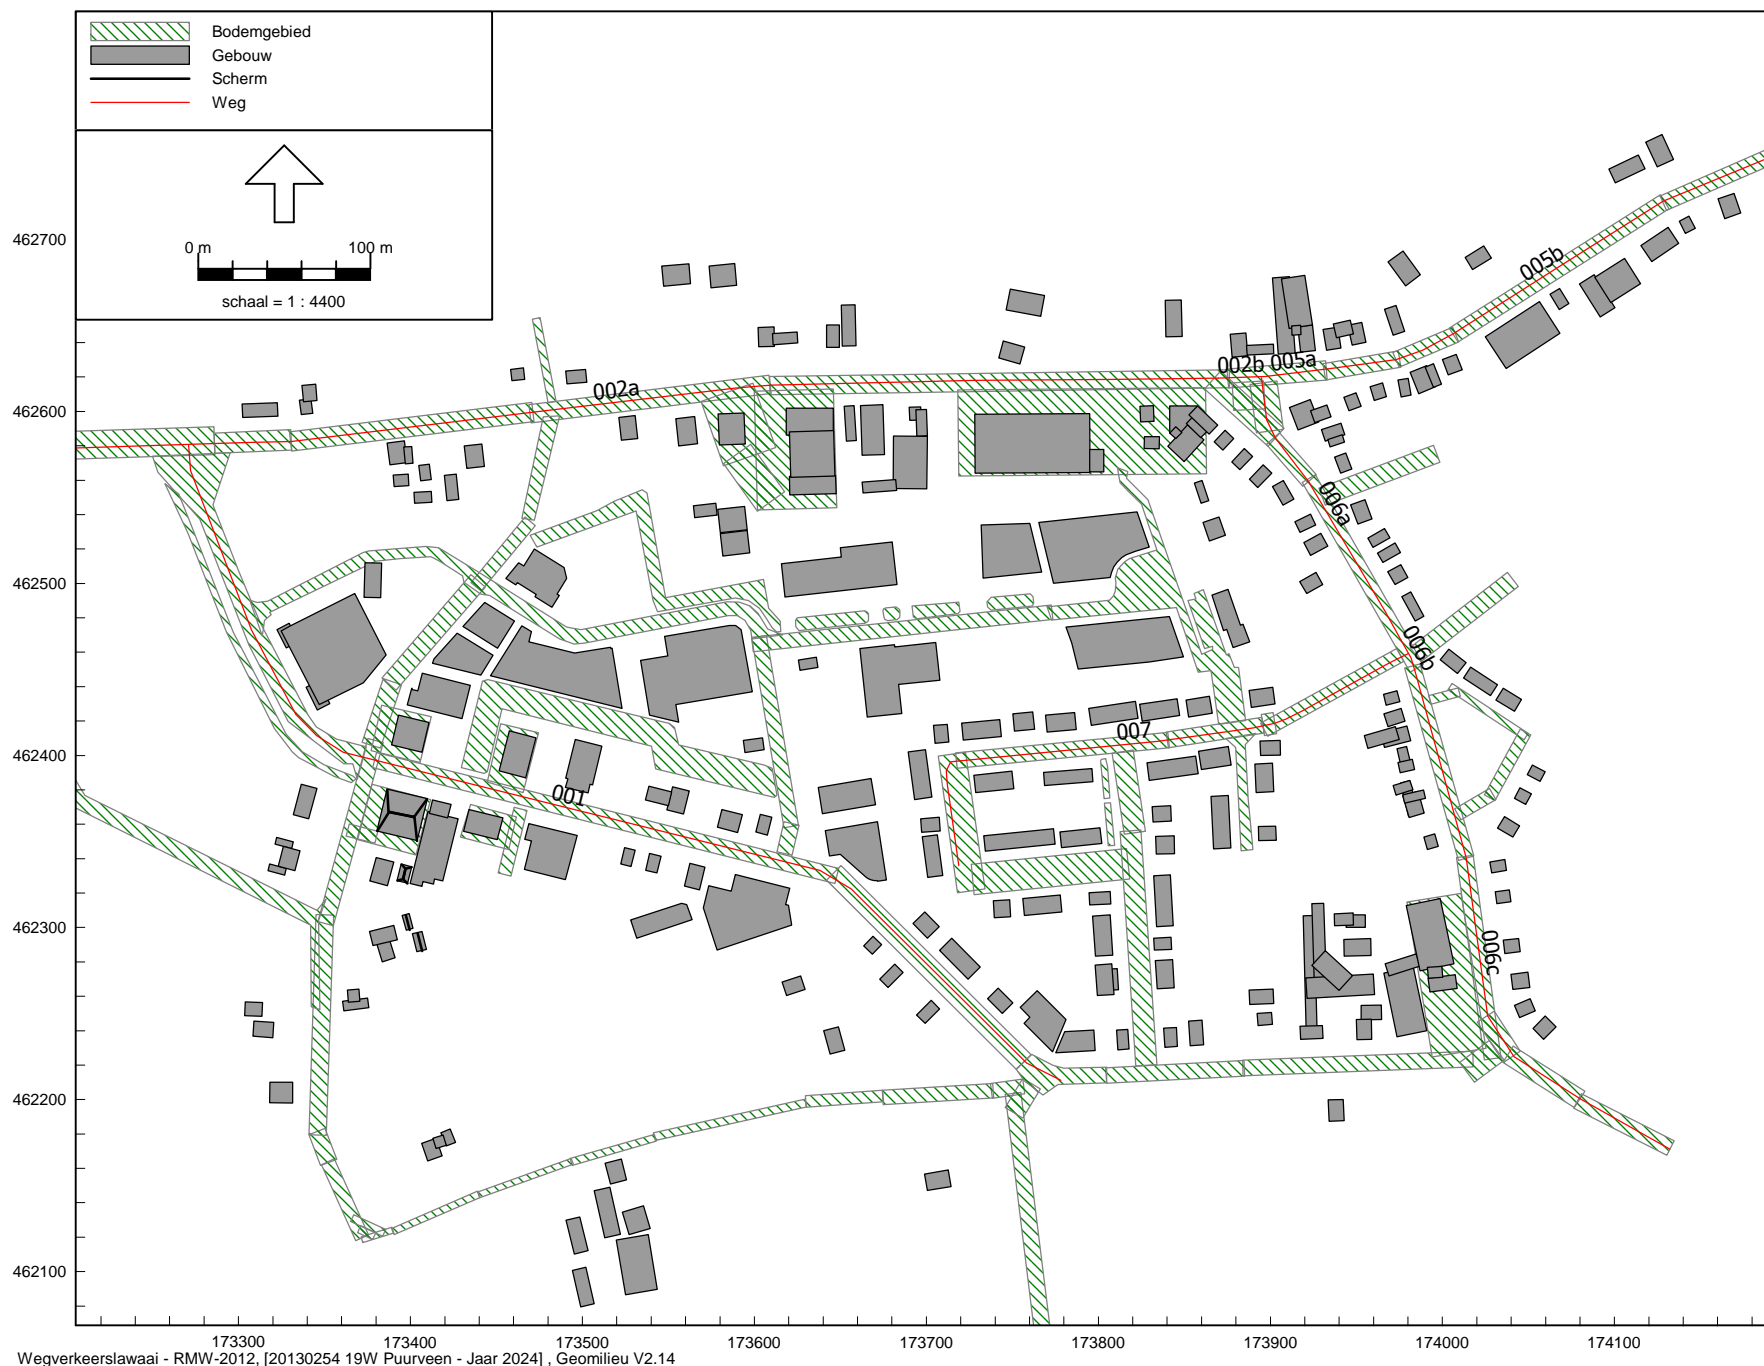 Bodemgebied
Gebouw
Scherm
Weg
0 m 100 m
schaal = 1 : 4400
462700
462600
462500
462400
462300
462200
462100
005b
002b 005a
002a
006a
006b
007
001
006c
173300 173400 173500 173600 173700 173800 173900 174000 174100
Wegverkeerslawaai - RMW-2012, [20130254 19W Puurveen - Jaar 2024] , Geomilieu V2.14